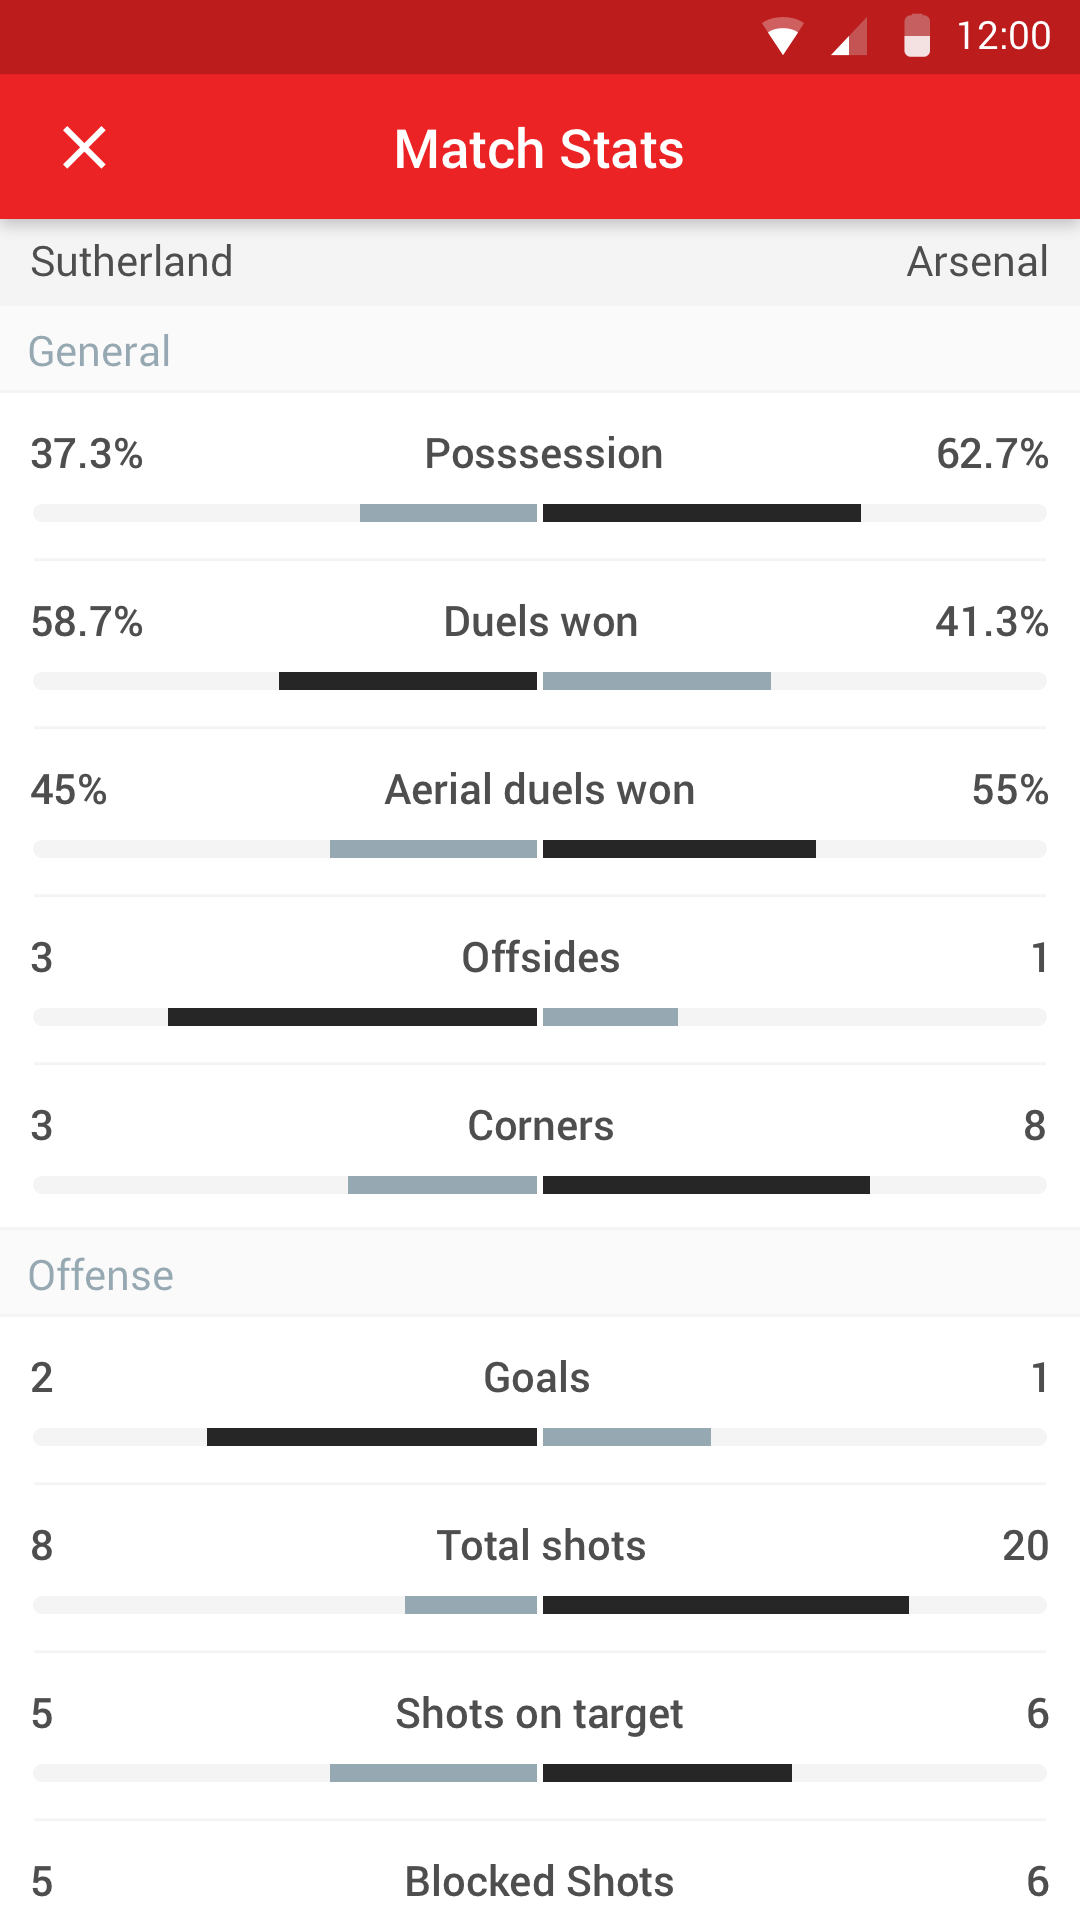 12:00
Match Stats
Sutherland Arsenal
General
37.3% Posssession 62.7%
58.7% Duels won 41.3%
45% Aerial duels won 55%
3 Offsides 1
3 Corners 8
Offense
2 Goals 1
8 Total shots 20
5 Shots on target 6
5 Blocked Shots 6